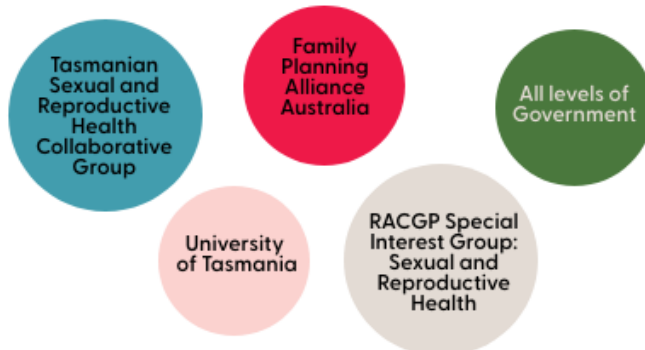 Tasmanian
Sexual and
Reproductive
Health
Collaborative
Group
Family
Planning
Alliance
Australia
All levels of
Government
University
of Tasmania
RACGP Special
Interest Group:
Sexual and
Reproductive
Health